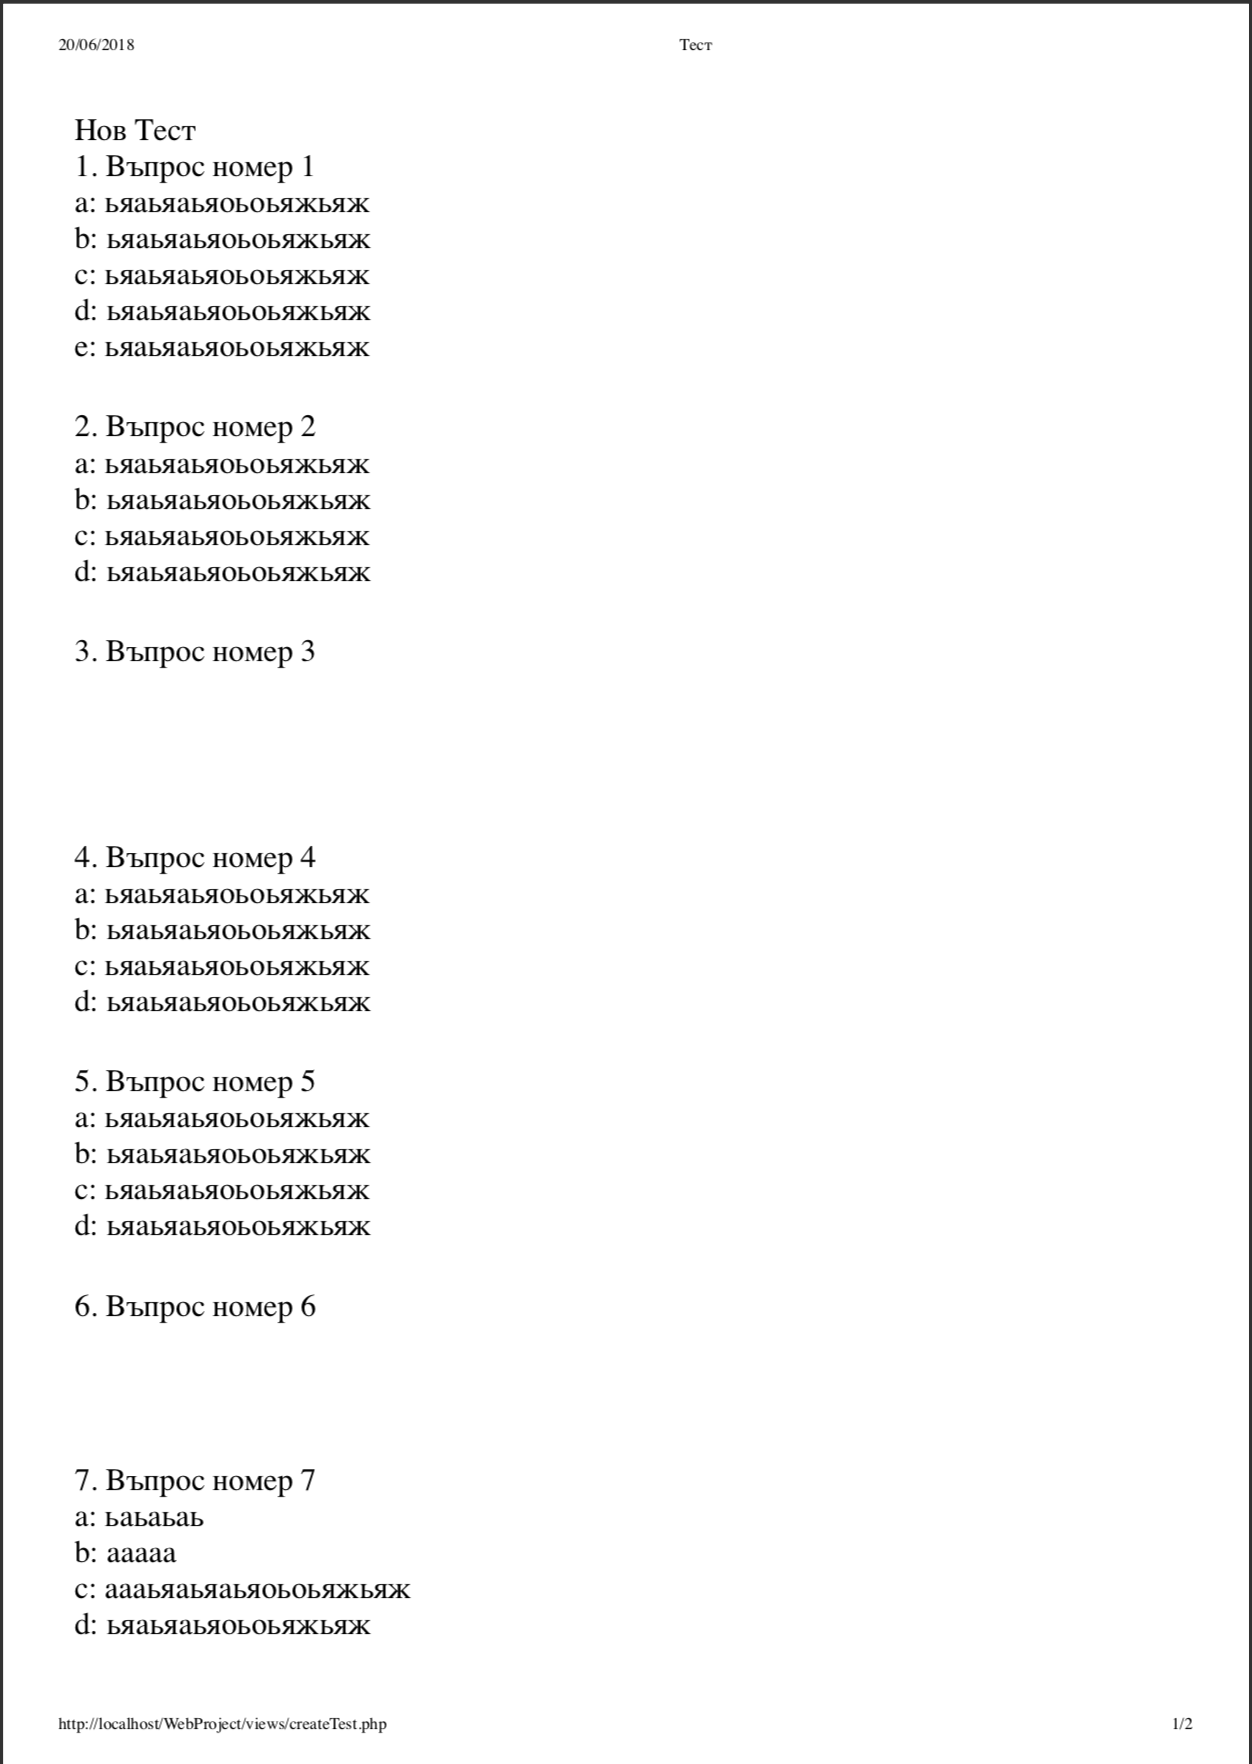 20/06/2018 Тест
Нов Тест
1. Въпрос номер 1
a: ьяаьяаьяоьоьяжьяж
b: ьяаьяаьяоьоьяжьяж
c: ьяаьяаьяоьоьяжьяж
d: ьяаьяаьяоьоьяжьяж
e: ьяаьяаьяоьоьяжьяж
2. Въпрос номер 2
a: ьяаьяаьяоьоьяжьяж
b: ьяаьяаьяоьоьяжьяж
c: ьяаьяаьяоьоьяжьяж
d: ьяаьяаьяоьоьяжьяж
3. Въпрос номер 3
4. Въпрос номер 4
a: ьяаьяаьяоьоьяжьяж
b: ьяаьяаьяоьоьяжьяж
c: ьяаьяаьяоьоьяжьяж
d: ьяаьяаьяоьоьяжьяж
5. Въпрос номер 5
a: ьяаьяаьяоьоьяжьяж
b: ьяаьяаьяоьоьяжьяж
c: ьяаьяаьяоьоьяжьяж
d: ьяаьяаьяоьоьяжьяж
6. Въпрос номер 6
7. Въпрос номер 7
a: ьаьаьаь
b: ааааа
c: аааьяаьяаьяоьоьяжьяж
d: ьяаьяаьяоьоьяжьяж
http://localhost/WebProject/views/createTest.php 1/2